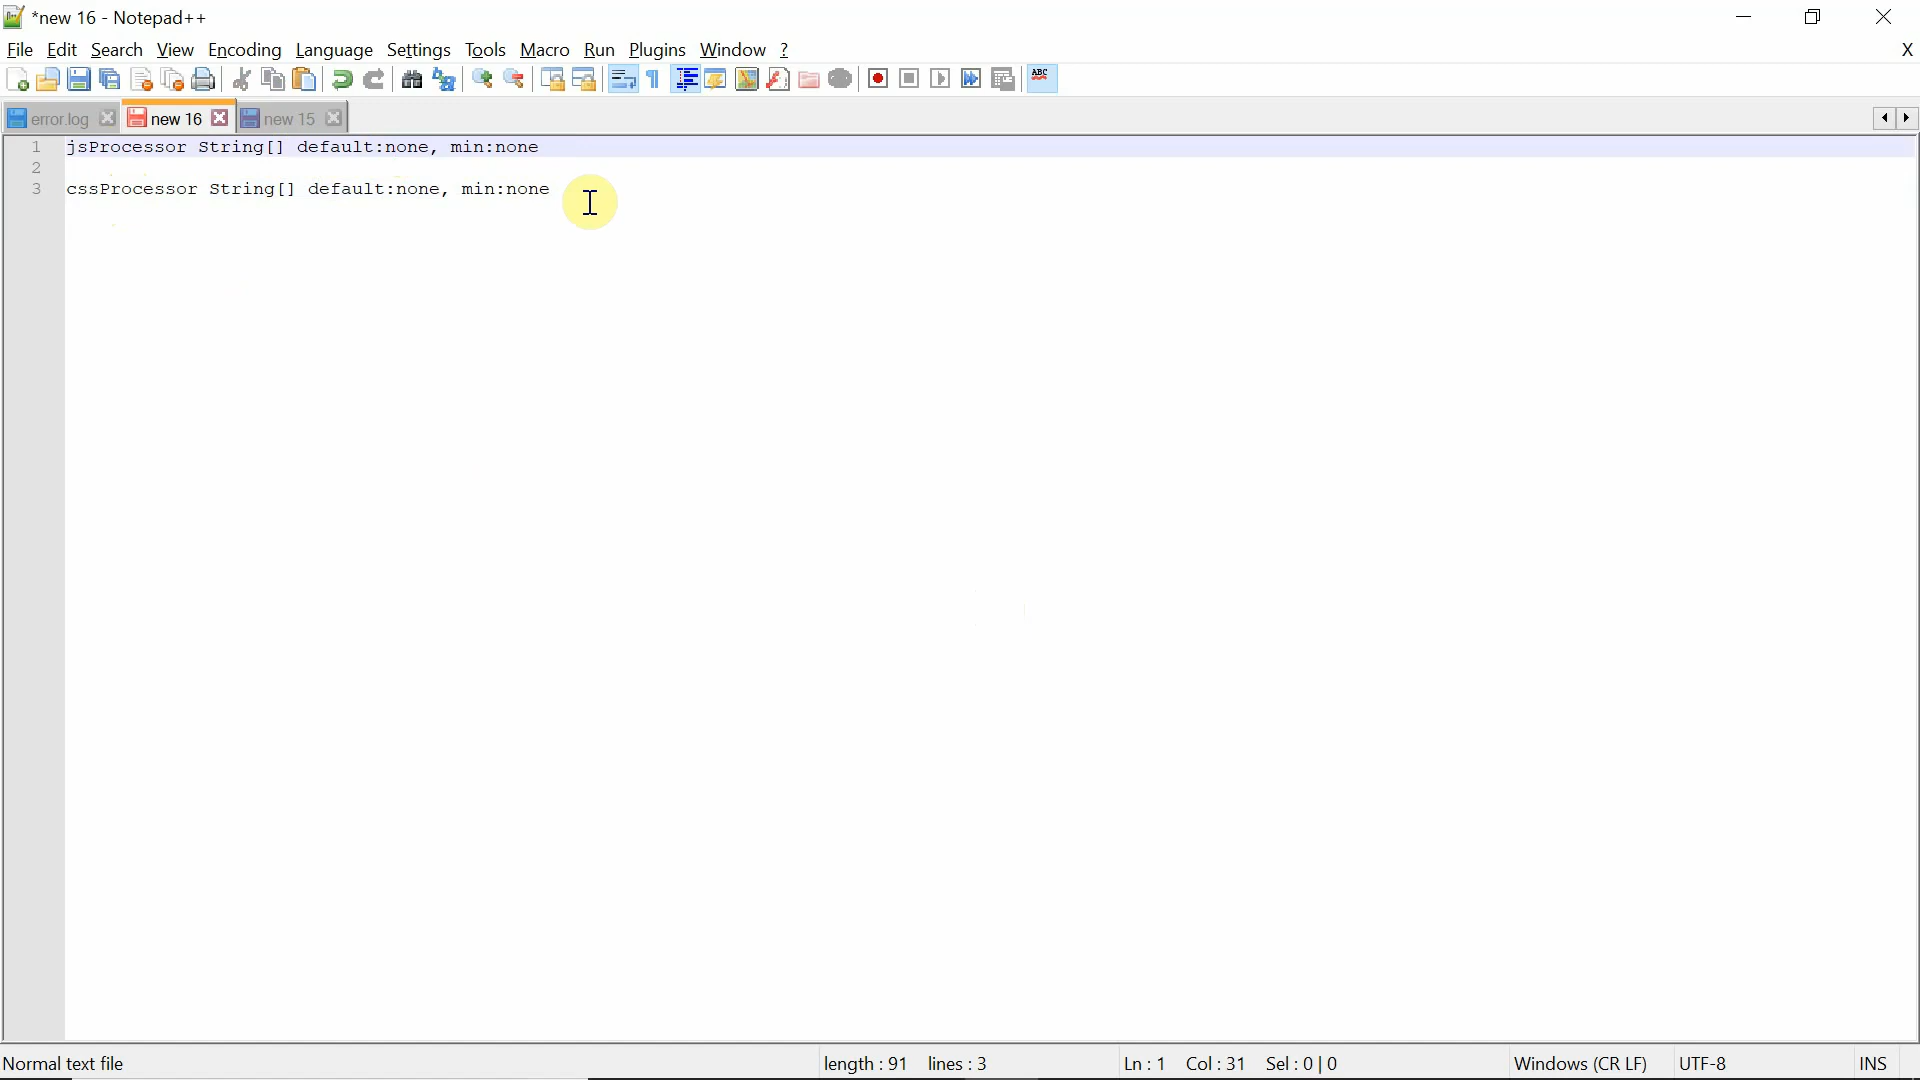 *new 16 - Notepad++
File Edit Search View Encoding Language Settings Tools Macro Run Plugins Window ? X
ABC
error.log new 16 new 15
1 jsProcessor String[] default:none, min:none
2
3 cssProcessor String[] default:none, min:none
Normal text file length : 91 lines : 3 Ln : 1 Col : 31 Sel : 0 | 0 Windows (CR LF) UTF-8 INS